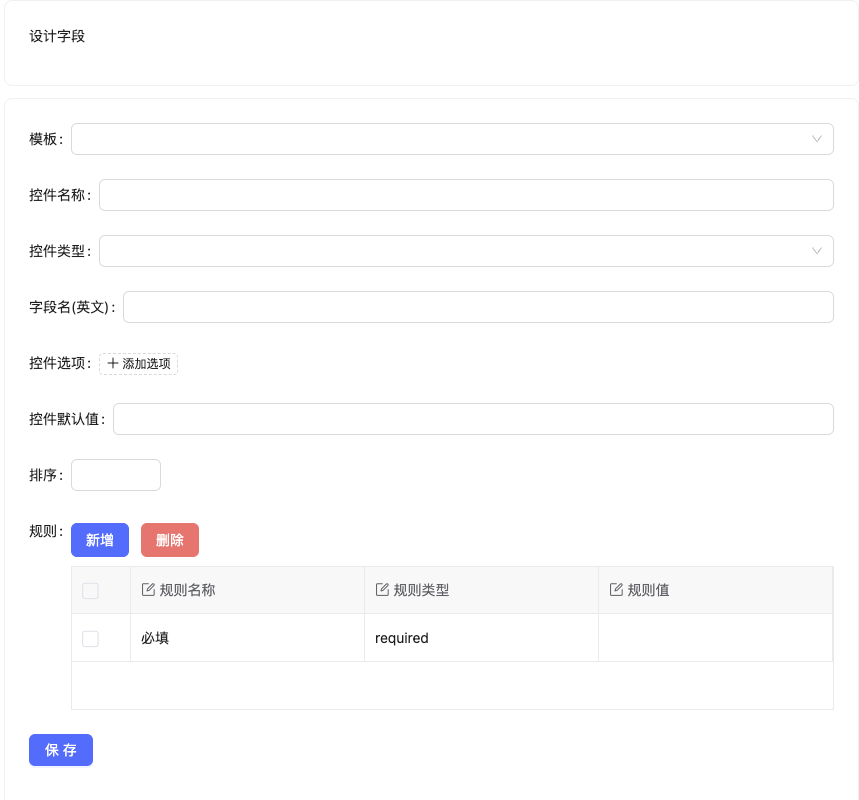 设计字段
模板:
控件名称:
控件类型:
字段名(英文):
控件选项: 添加选项
控件默认值:
排序:
规则: 新增 删除
规则名称 规则类型 规则值
必填 required
保 存